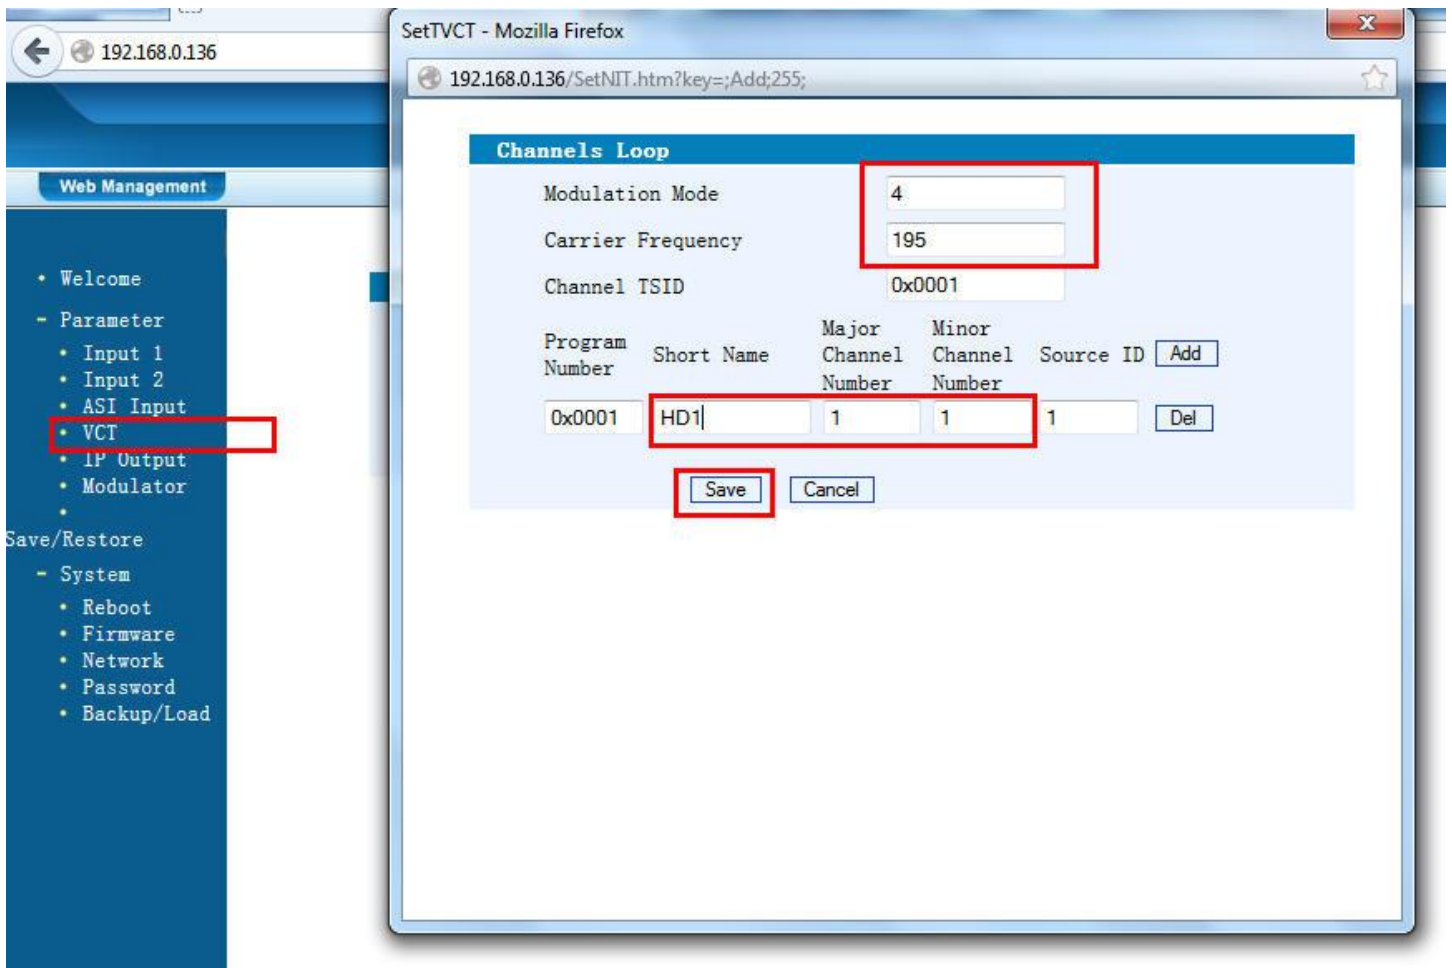 192.168.0.136
Web Management
• Welcome
- Parameter
• Input 1
• Input 2
• ASI Input
• VCT
• IP Output
• Modulator
•
Save/Restore
- System
• Reboot
• Firmware
• Network
• Password
• Backup/Load
SetTVCT - Mozilla Firefox
192.168.0.136/SetNIT.htm?key=;Add;255;
Channels Loop
Modulation Mode 4
Carrier Frequency 195
Channel TSID 0x0001
Program Number Short Name Major Channel Number Minor Channel Number Source ID Add
0x0001 HD1 1 1 1 Del
Save Cancel